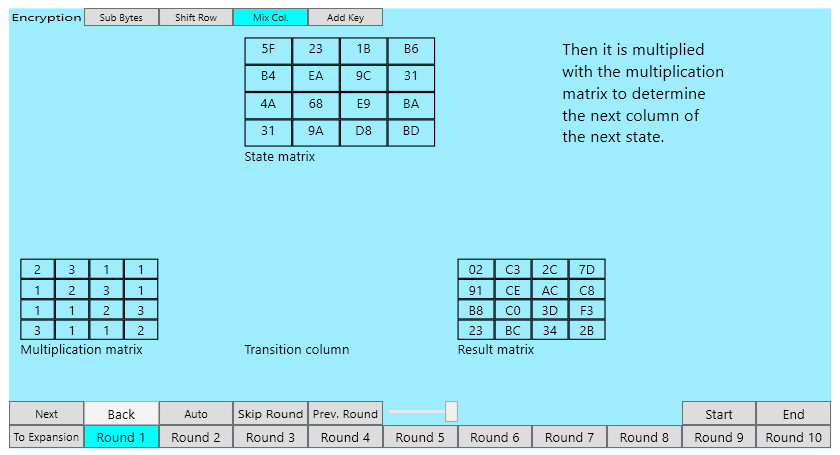 Encryption Sub Bytes Shift Row Mix Col. Add Key
5F 23 1B B6
B4 EA 9C 31
4A 68 E9 BA
31 9A D8 BD
State matrix
Then it is multiplied
with the multiplication
matrix to determine
the next column of
the next state.
2 3 1 1
1 2 3 1
1 1 2 3
3 1 1 2
Multiplication matrix
Transition column
02 C3 2C 7D
91 CE AC C8
B8 C0 3D F3
23 BC 34 2B
Result matrix
Next Back Auto Skip Round Prev. Round Start End
To Expansion Round 1 Round 2 Round 3 Round 4 Round 5 Round 6 Round 7 Round 8 Round 9 Round 10